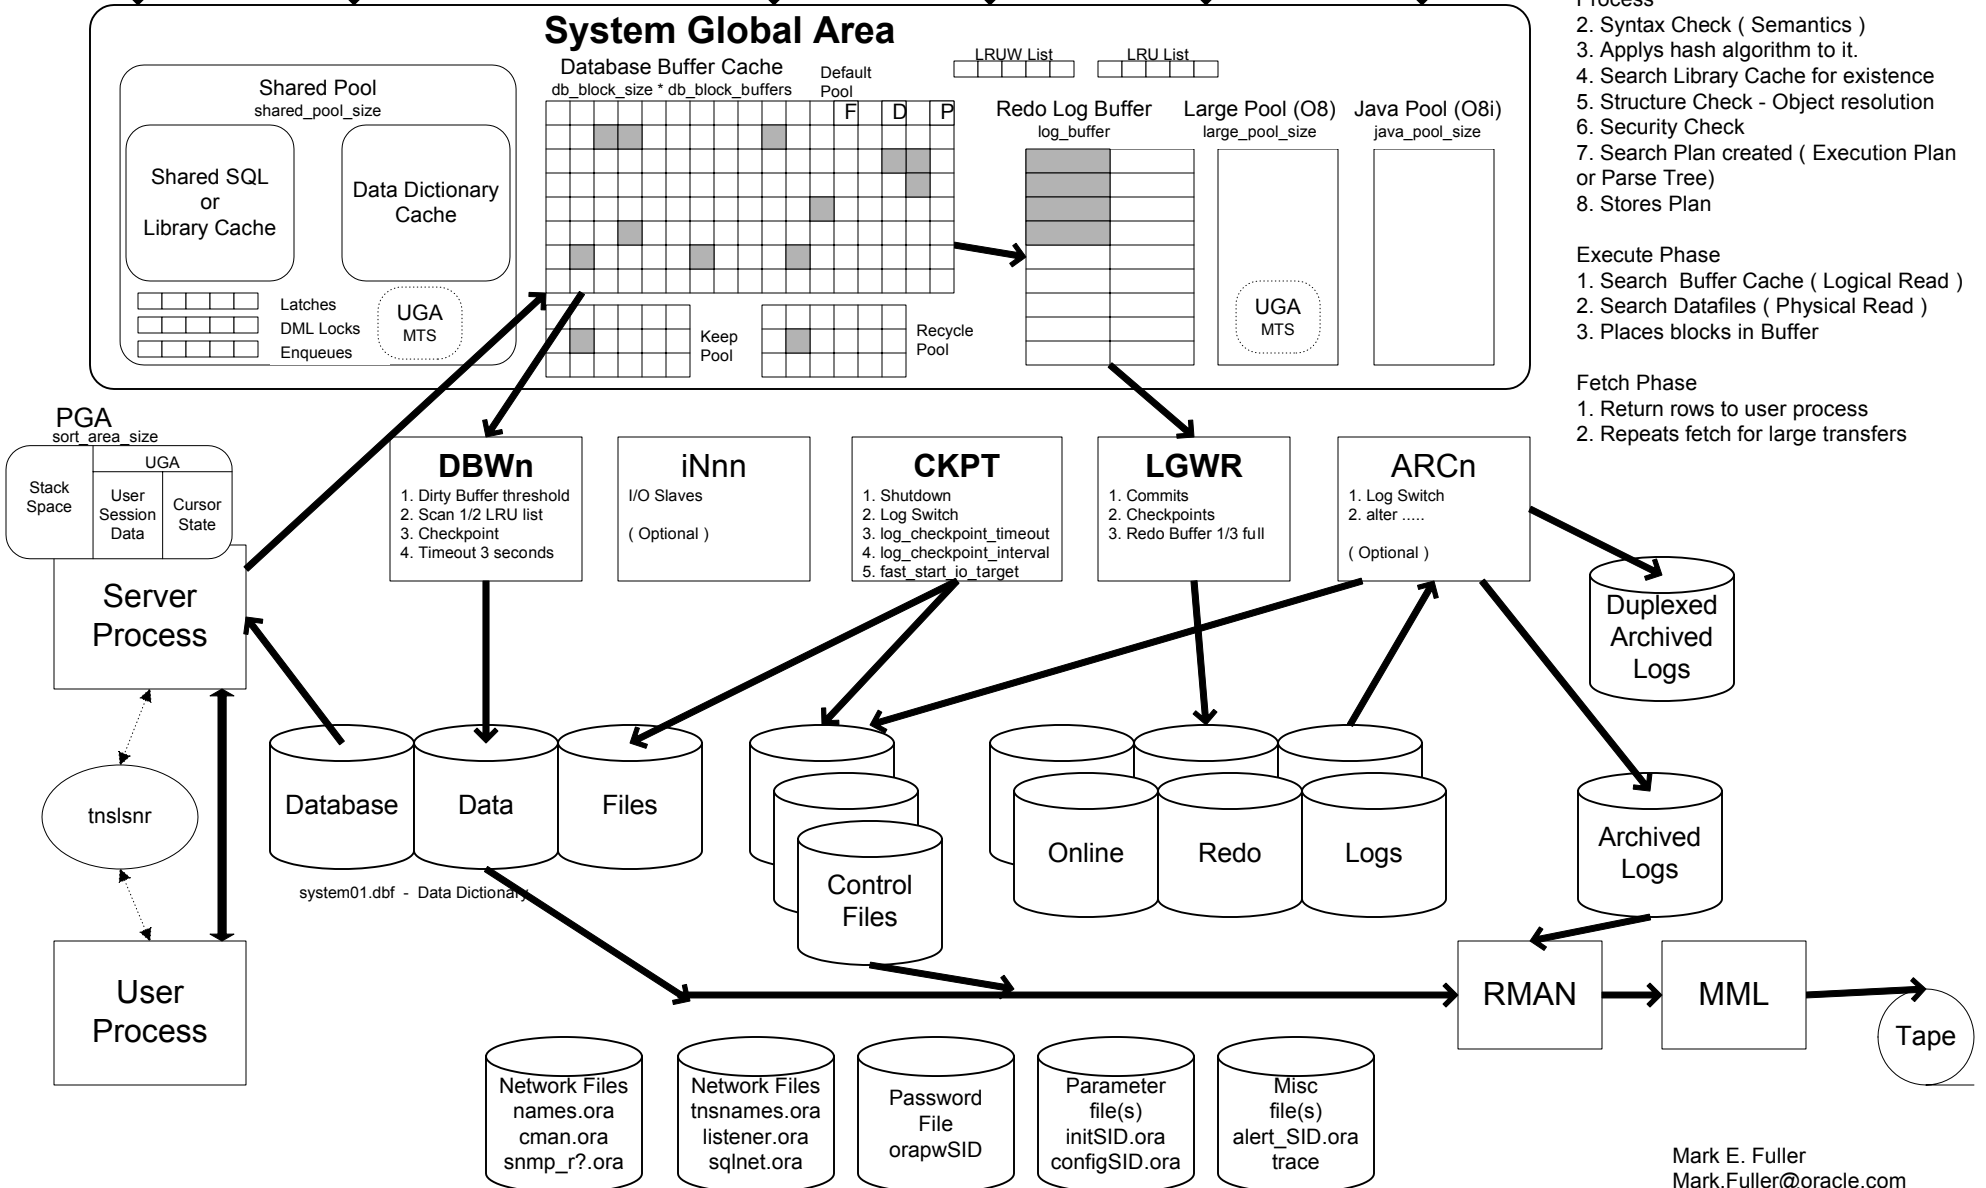 System Global Area
Shared Pool
shared_pool_size
Shared SQL
or
Library Cache
Data Dictionary
Cache
Latches
DML Locks
Enqueues
UGA
MTS
Database Buffer Cache
db_block_size * db_block_buffers
Default
Pool
F D P
Keep
Pool
Recycle
Pool
LRUW List
LRU List
Redo Log Buffer
log_buffer
Large Pool (O8)
large_pool_size
UGA
MTS
Java Pool (O8i)
java_pool_size
Process
2. Syntax Check ( Semantics )
3. Applys hash algorithm to it.
4. Search Library Cache for existence
5. Structure Check - Object resolution
6. Security Check
7. Search Plan created ( Execution Plan
or Parse Tree)
8. Stores Plan
Execute Phase
1. Search Buffer Cache ( Logical Read )
2. Search Datafiles ( Physical Read )
3. Places blocks in Buffer
Fetch Phase
1. Return rows to user process
2. Repeats fetch for large transfers
PGA
sort_area_size
Stack
Space
UGA
User
Session
Data
Cursor
State
Server
Process
DBWn
1. Dirty Buffer threshold
2. Scan 1/2 LRU list
3. Checkpoint
4. Timeout 3 seconds
iNnn
I/O Slaves
( Optional )
CKPT
1. Shutdown
2. Log Switch
3. log_checkpoint_timeout
4. log_checkpoint_interval
5. fast_start_io_target
LGWR
1. Commits
2. Checkpoints
3. Redo Buffer 1/3 full
ARCn
1. Log Switch
2. alter .....
( Optional )
Duplexed
Archived
Logs
tnslsnr
Database
Data
Files
system01.dbf - Data Dictionary
Control
Files
Online
Redo
Logs
Archived
Logs
User
Process
RMAN
MML
Tape
Network Files
names.ora
cman.ora
snmp_r?.ora
Network Files
tnsnames.ora
listener.ora
sqlnet.ora
Password
File
orapwSID
Parameter
file(s)
initSID.ora
configSID.ora
Misc
file(s)
alert_SID.ora
trace
Mark E. Fuller
Mark.Fuller@oracle.com